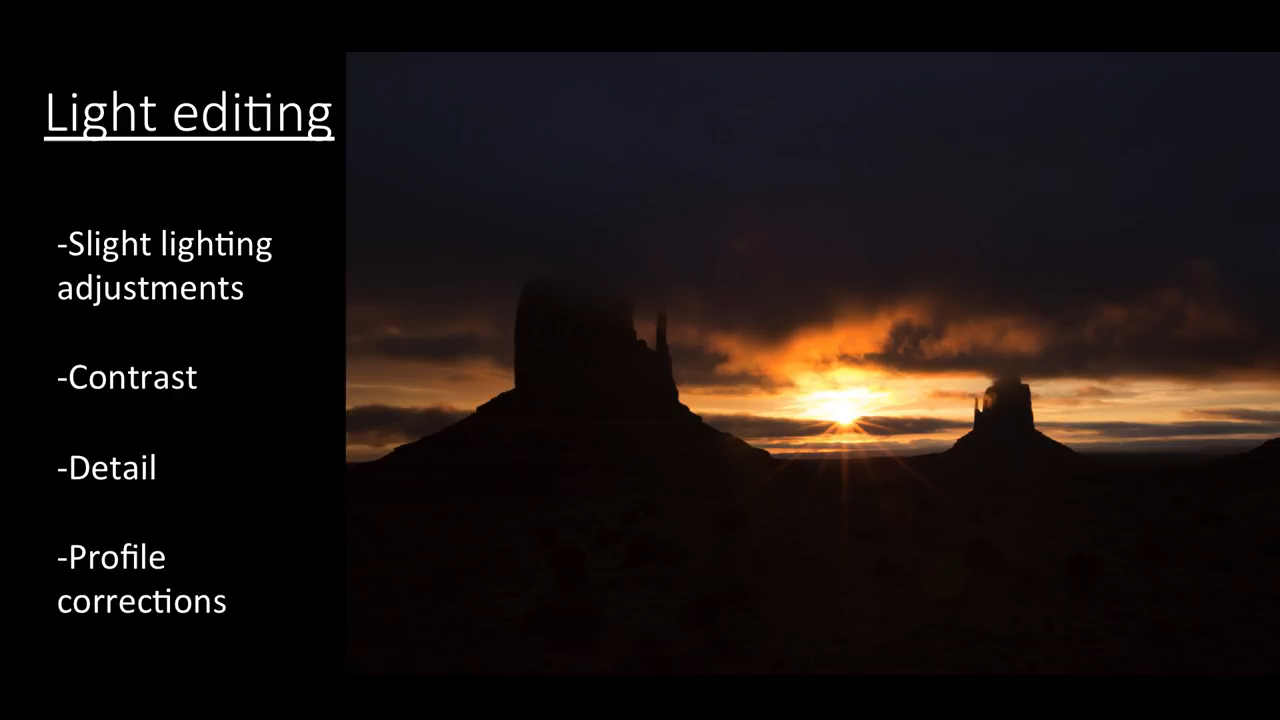 Light editing
-Slight lighting
adjustments
-Contrast
-Detail
-Profile
corrections